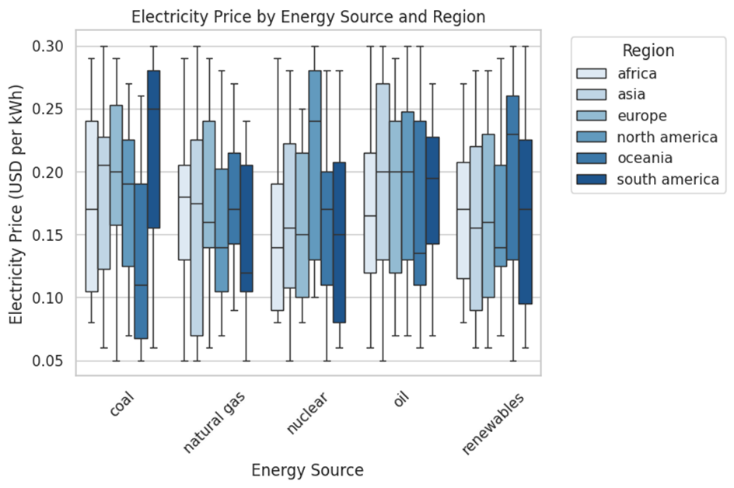 Electricity Price by Energy Source and Region
Electricity Price (USD per kWh)
0.30
0.25
0.20
0.15
0.10
0.05
coal
natural gas
nuclear
oil
renewables
Energy Source
Region
africa
asia
europe
north america
oceania
south america